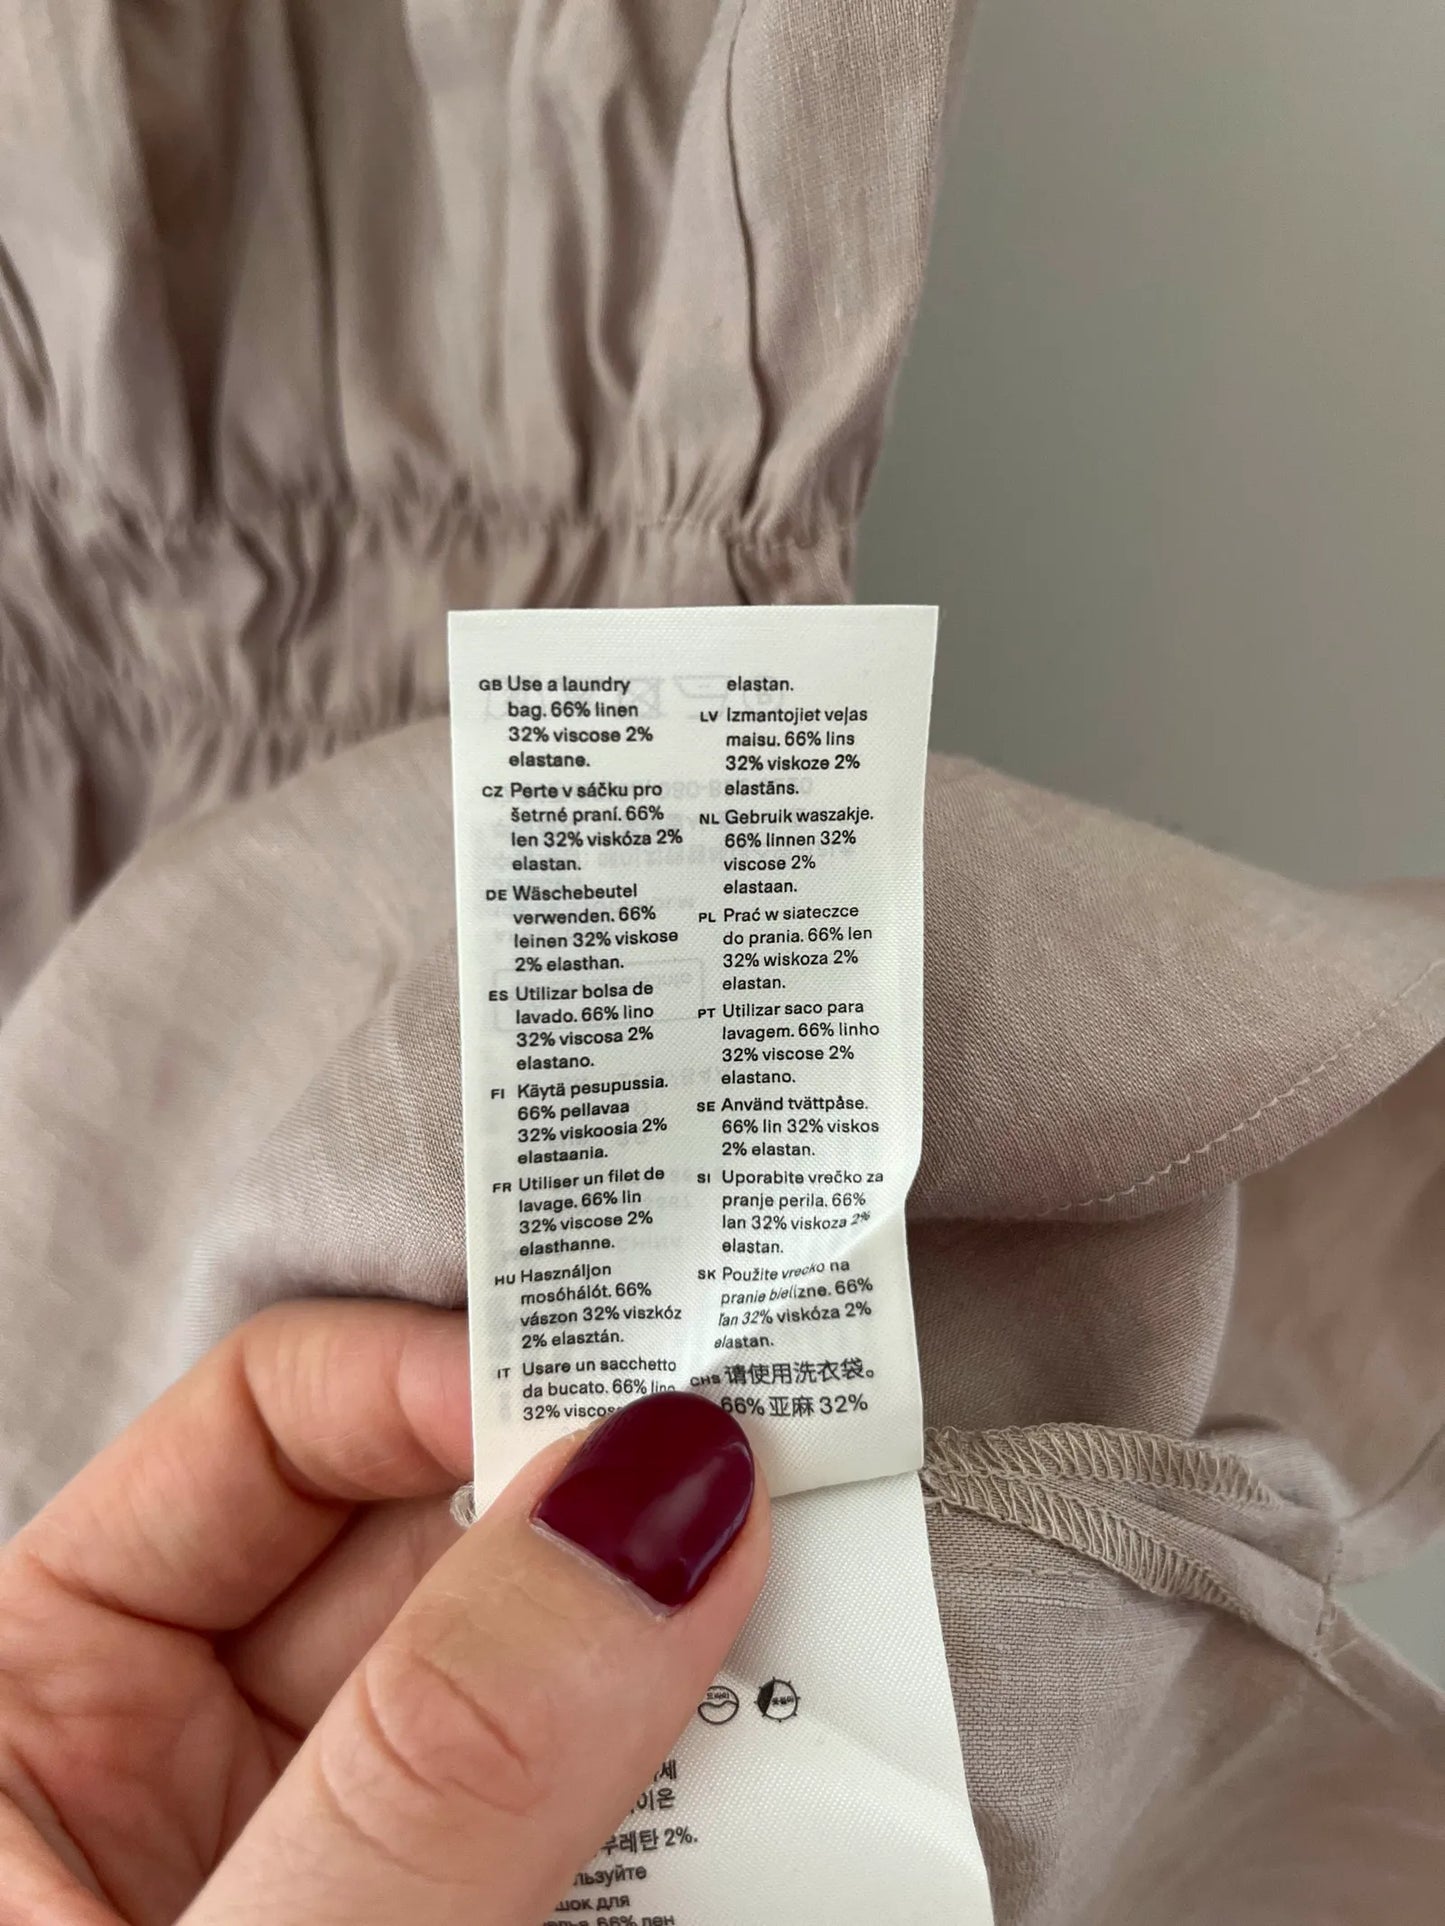 GB Use a laundry
bag. 66% linen
32% viscose 2%
elastane.
CZ Perte v sáčku pro
šetrné praní. 66%
len 32% viskóza 2%
elastan.
DE Wäschebeutel
verwenden. 66%
leinen 32% viskose
2% elasthan.
ES Utilizar bolsa de
lavado. 66% lino
32% viscosa 2%
elastano.
FI Käytä pesupussia.
66% pellavaa
32% viskoosia 2%
elastaania.
FR Utiliser un filet de
lavage. 66% lin
32% viscose 2%
elasthanne.
HU Használjon
mosóhálót. 66%
vászon 32% viszkóz
2% elasztán.
IT Usare un sacchetto
da bucato. 66% lino
32%
elastan.
LV Izmantojiet veļas
maisu. 66% lins
32% viskoze 2%
elastāns.
NL Gebruik waszakje.
66% linnen 32%
viscose 2%
elastaan.
PL Prać w siateczce
do prania. 66% len
32% wiskoza 2%
elastan.
PT Utilizar saco para
lavagem. 66% linho
32% viscose 2%
elastano.
SE Använd tvättpåse.
66% lin 32% viskos
2% elastan.
SI Uporabite vrečko za
pranje perila. 66%
lan 32% viskoza 2%
elastan.
SK Použite vrecko na
pranie bielizne. 66%
ľan 32% viskóza 2%
elastan.
CHS 请使用洗衣袋。
66% 亚麻 32%
2%.
для
66% лен